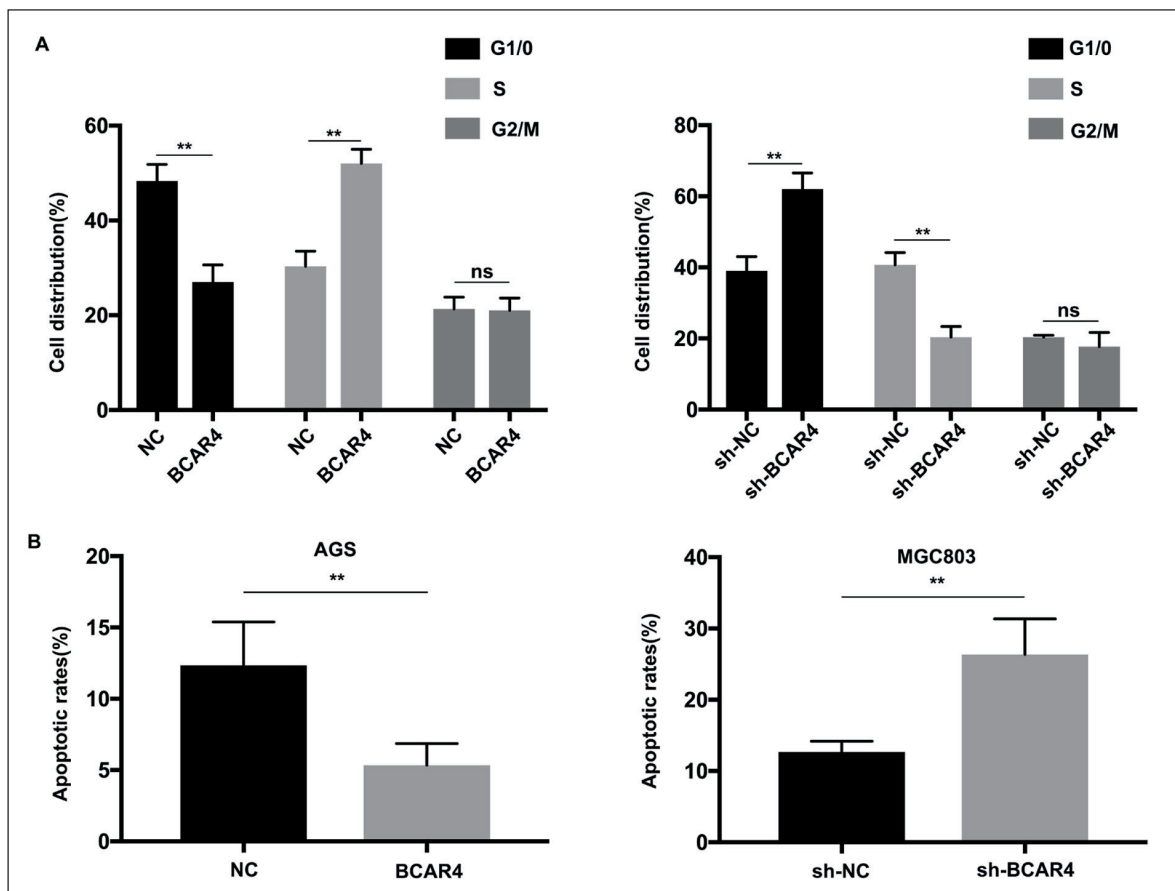 A
G1/0
S
G2/M
60
40
20
0
Cell distribution(%)
**
**
ns
NC
BCAR4
NC
BCAR4
NC
BCAR4
G1/0
S
G2/M
80
60
40
20
0
Cell distribution(%)
**
**
ns
sh-NC
sh-BCAR4
sh-NC
sh-BCAR4
sh-NC
sh-BCAR4
B
AGS
**
20
15
10
5
0
Apoptotic rates(%)
NC
BCAR4
MGC803
**
40
30
20
10
0
Apoptotic rates(%)
sh-NC
sh-BCAR4